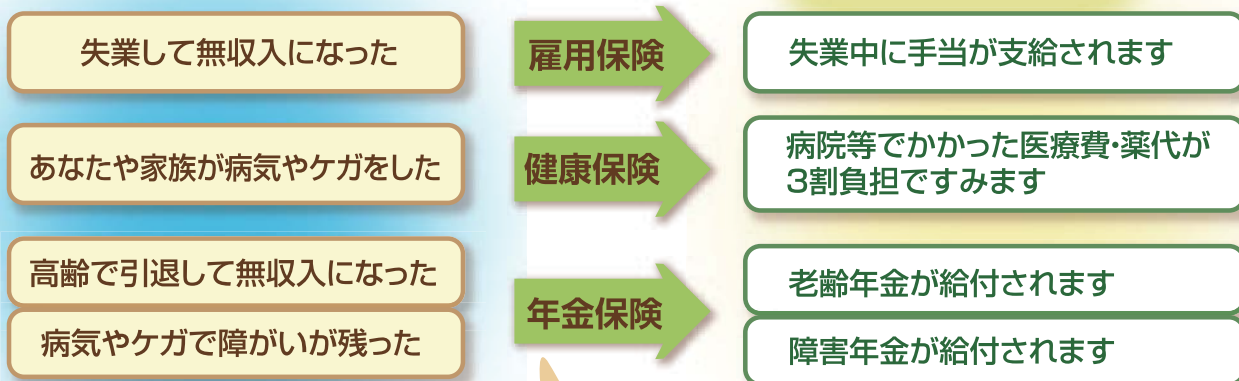 失業して無収入になった
雇用保険
失業中に手当が支給されます
あなたや家族が病気やケガをした
健康保険
病院等でかかった医療費・薬代が
3割負担ですみます
高齢で引退して無収入になった
病気やケガで障がいが残った
年金保険
老齢年金が給付されます
障害年金が給付されます